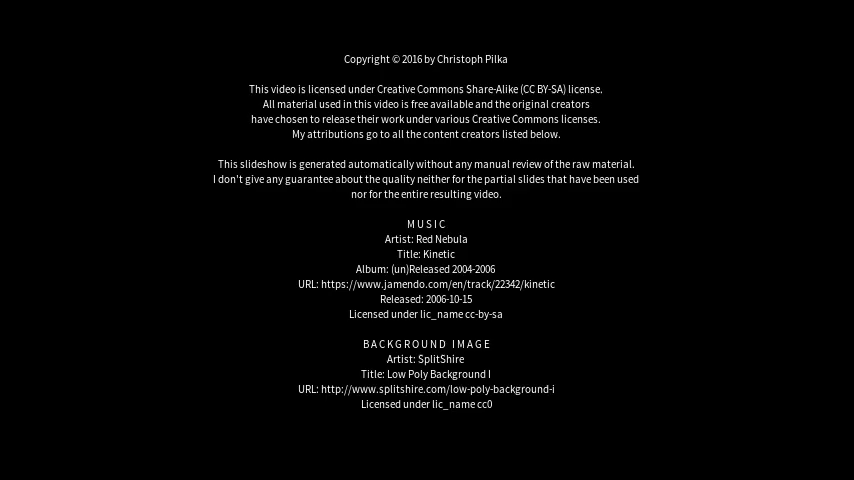 Copyright © 2016 by Christoph Pilka
This video is licensed under Creative Commons Share-Alike (CC BY-SA) license.
All material used in this video is free available and the original creators
have chosen to release their work under various Creative Commons licenses.
My attributions go to all the content creators listed below.
This slideshow is generated automatically without any manual review of the raw material.
I don't give any guarantee about the quality neither for the partial slides that have been used
nor for the entire resulting video.
MUSIC
Artist: Red Nebula
Title: Kinetic
Album: (un)Released 2004-2006
URL: https://www.jamendo.com/en/track/22342/kinetic
Released: 2006-10-15
Licensed under lic_name cc-by-sa
BACKGROUND IMAGE
Artist: SplitShire
Title: Low Poly Background I
URL: http://www.splitshire.com/low-poly-background-i
Licensed under lic_name cc0